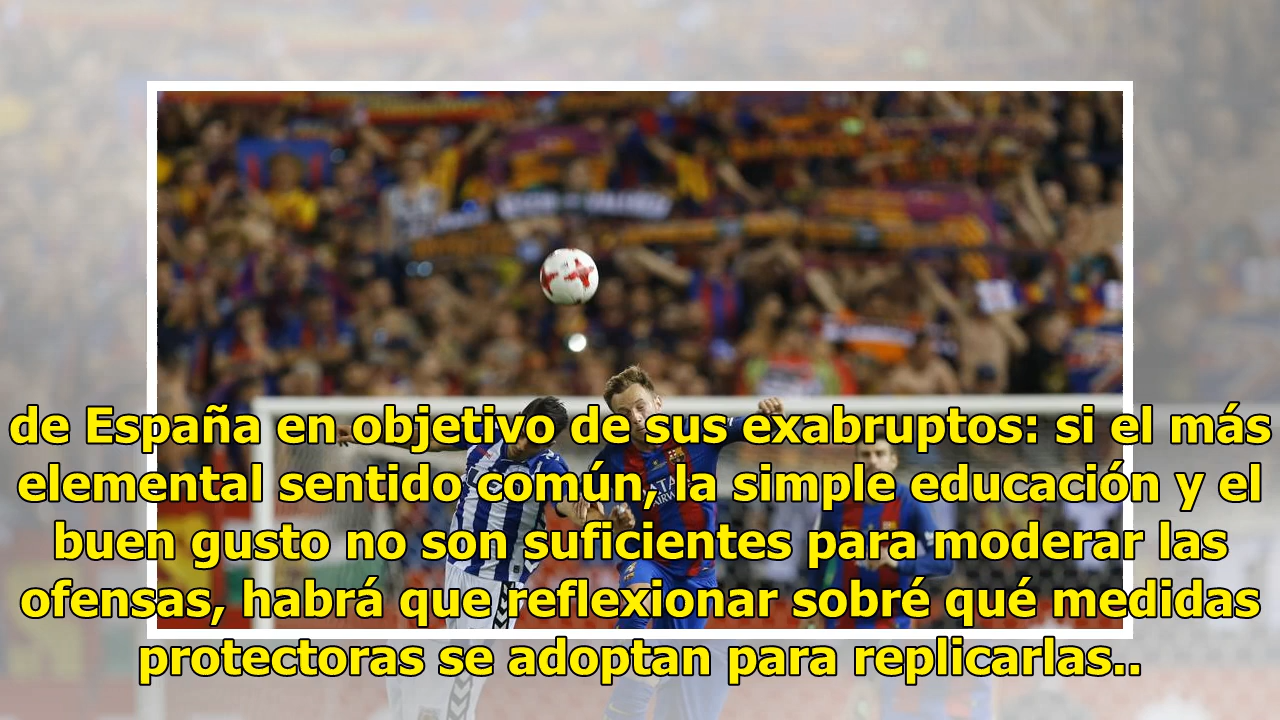 de España en objetivo de sus exabruptos: si el más
elemental sentido común, la simple educación y el
buen gusto no son suficientes para moderar las
ofensas, habrá que reflexionar sobré qué medidas
protectoras se adoptan para replicarlas..